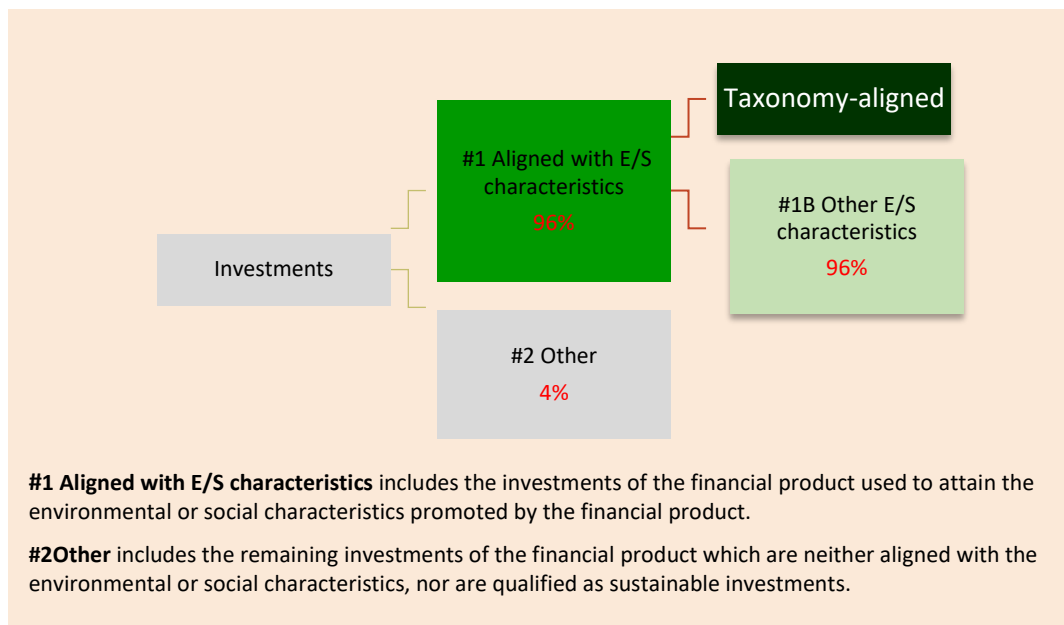 Taxonomy-aligned
#1 Aligned with E/S
characteristics
96%
#1B Other E/S
characteristics
96%
Investments
#2 Other
4%
#1 Aligned with E/S characteristics includes the investments of the financial product used to attain the
environmental or social characteristics promoted by the financial product.
#2Other includes the remaining investments of the financial product which are neither aligned with the
environmental or social characteristics, nor are qualified as sustainable investments.